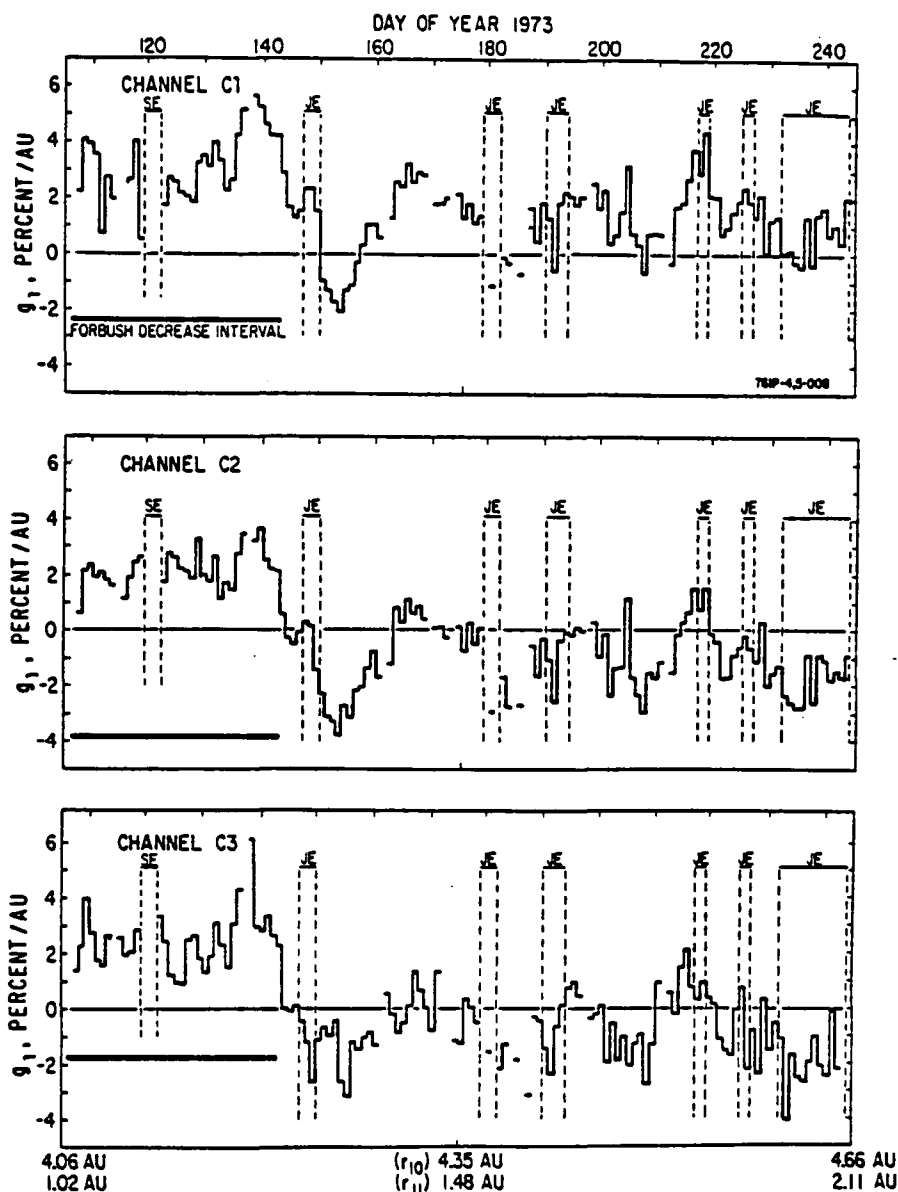 DAY OF YEAR 1973
120 140 160 180 200 220 240
CHANNEL C1
SE JE JE JE JE JE JE
g₁, PERCENT/AU
6
4
2
0
-2
-4
FORBUSH DECREASE INTERVAL
CHANNEL C2
SE JE JE JE JE JE JE
g₁, PERCENT/AU
6
4
2
0
-2
-4
CHANNEL C3
SE JE JE JE JE JE JE
g₁, PERCENT/AU
6
4
2
0
-2
-4
4.06 AU (r₁₀) 4.35 AU 4.66 AU
1.02 AU (r₁₁) 1.48 AU 2.11 AU